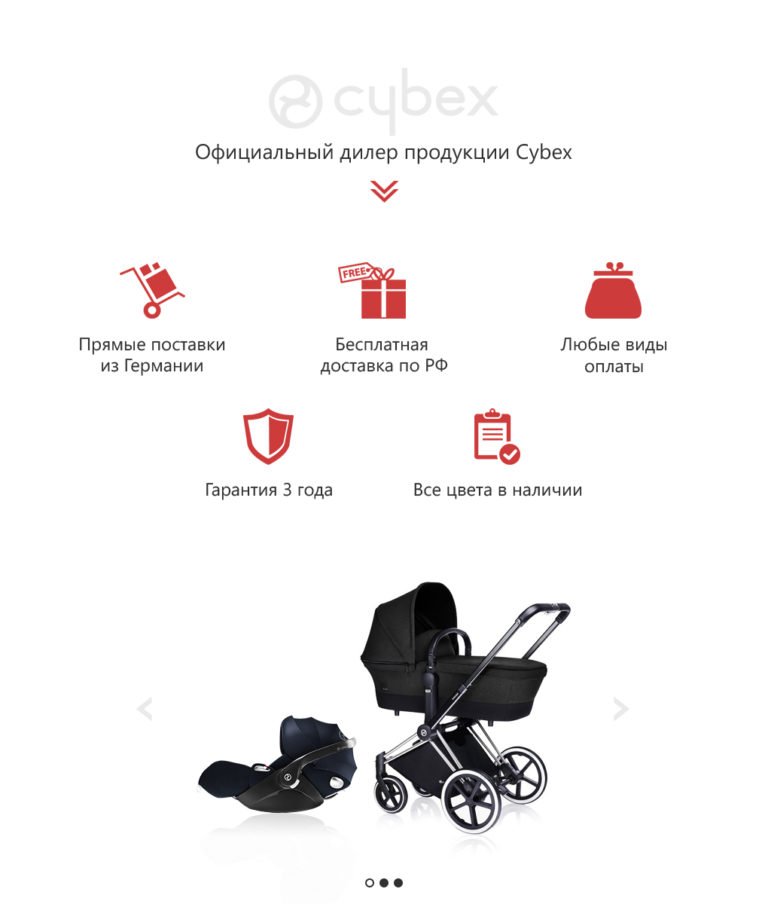 cybex
Официальный дилер продукции Cybex
FREE
Прямые поставки
из Германии
Бесплатная
доставка по РФ
Любые виды
оплаты
Гарантия 3 года
Все цвета в наличии